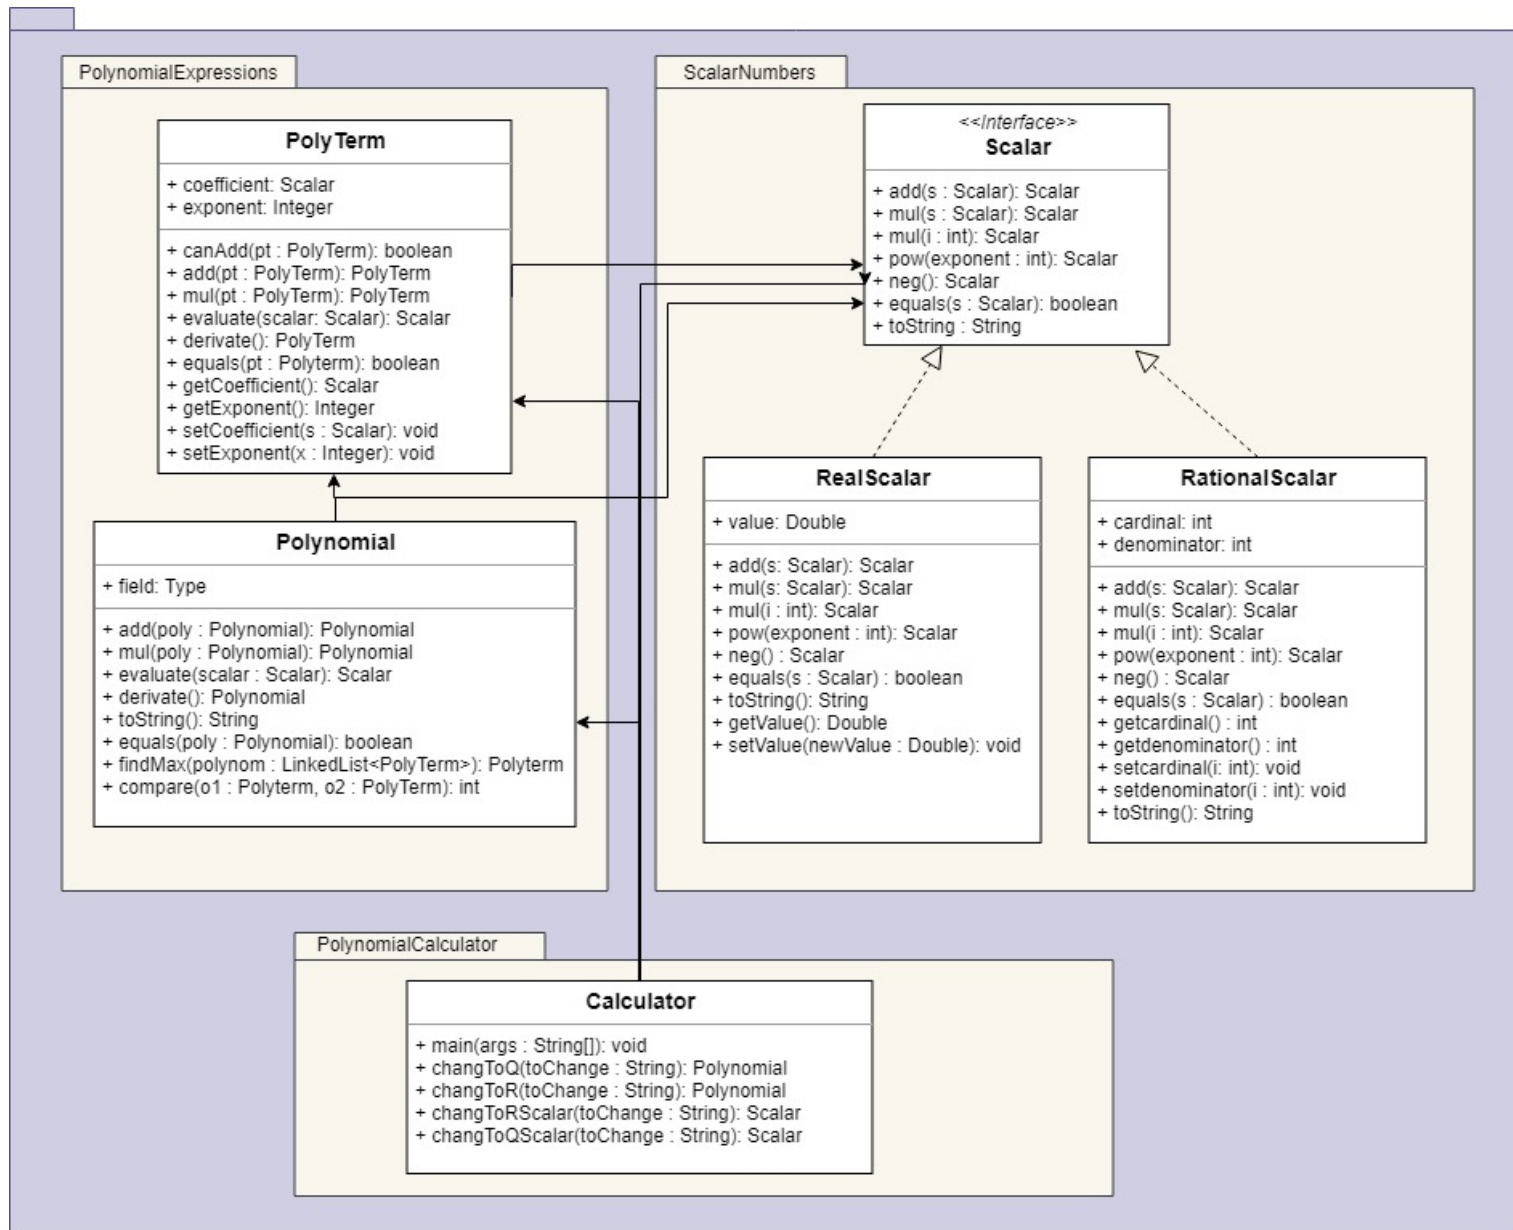 PolynomialExpressions
PolyTerm
+ coefficient: Scalar
+ exponent: Integer
+ canAdd(pt : PolyTerm): boolean
+ add(pt : PolyTerm): PolyTerm
+ mul(pt : PolyTerm): PolyTerm
+ evaluate(scalar: Scalar): Scalar
+ derivate(): PolyTerm
+ equals(pt : Polyterm): boolean
+ getCoefficient(): Scalar
+ getExponent(): Integer
+ setCoefficient(s : Scalar): void
+ setExponent(x : Integer): void
Polynomial
+ field: Type
+ add(poly : Polynomial): Polynomial
+ mul(poly : Polynomial): Polynomial
+ evaluate(scalar : Scalar): Scalar
+ derivate(): Polynomial
+ toString(): String
+ equals(poly : Polynomial): boolean
+ findMax(polynom : LinkedList<PolyTerm>): Polyterm
+ compare(o1 : Polyterm, o2 : PolyTerm): int
ScalarNumbers
<<Interface>>
Scalar
+ add(s : Scalar): Scalar
+ mul(s : Scalar): Scalar
+ mul(i : int): Scalar
+ pow(exponent : int): Scalar
+ neg(): Scalar
+ equals(s : Scalar): boolean
+ toString : String
RealScalar
+ value: Double
+ add(s: Scalar): Scalar
+ mul(s: Scalar): Scalar
+ mul(i : int): Scalar
+ pow(exponent : int): Scalar
+ neg() : Scalar
+ equals(s : Scalar) : boolean
+ toString(): String
+ getValue(): Double
+ setValue(newValue : Double): void
RationalScalar
+ cardinal: int
+ denominator: int
+ add(s: Scalar): Scalar
+ mul(s: Scalar): Scalar
+ mul(i : int): Scalar
+ pow(exponent : int): Scalar
+ neg() : Scalar
+ equals(s : Scalar) : boolean
+ getcardinal() : int
+ getdenominator() : int
+ setcardinal(i: int): void
+ setdenominator(i : int): void
+ toString(): String
PolynomialCalculator
Calculator
+ main(args : String[]): void
+ changToQ(toChange : String): Polynomial
+ changToR(toChange : String): Polynomial
+ changToRScalar(toChange : String): Scalar
+ changToQScalar(toChange : String): Scalar